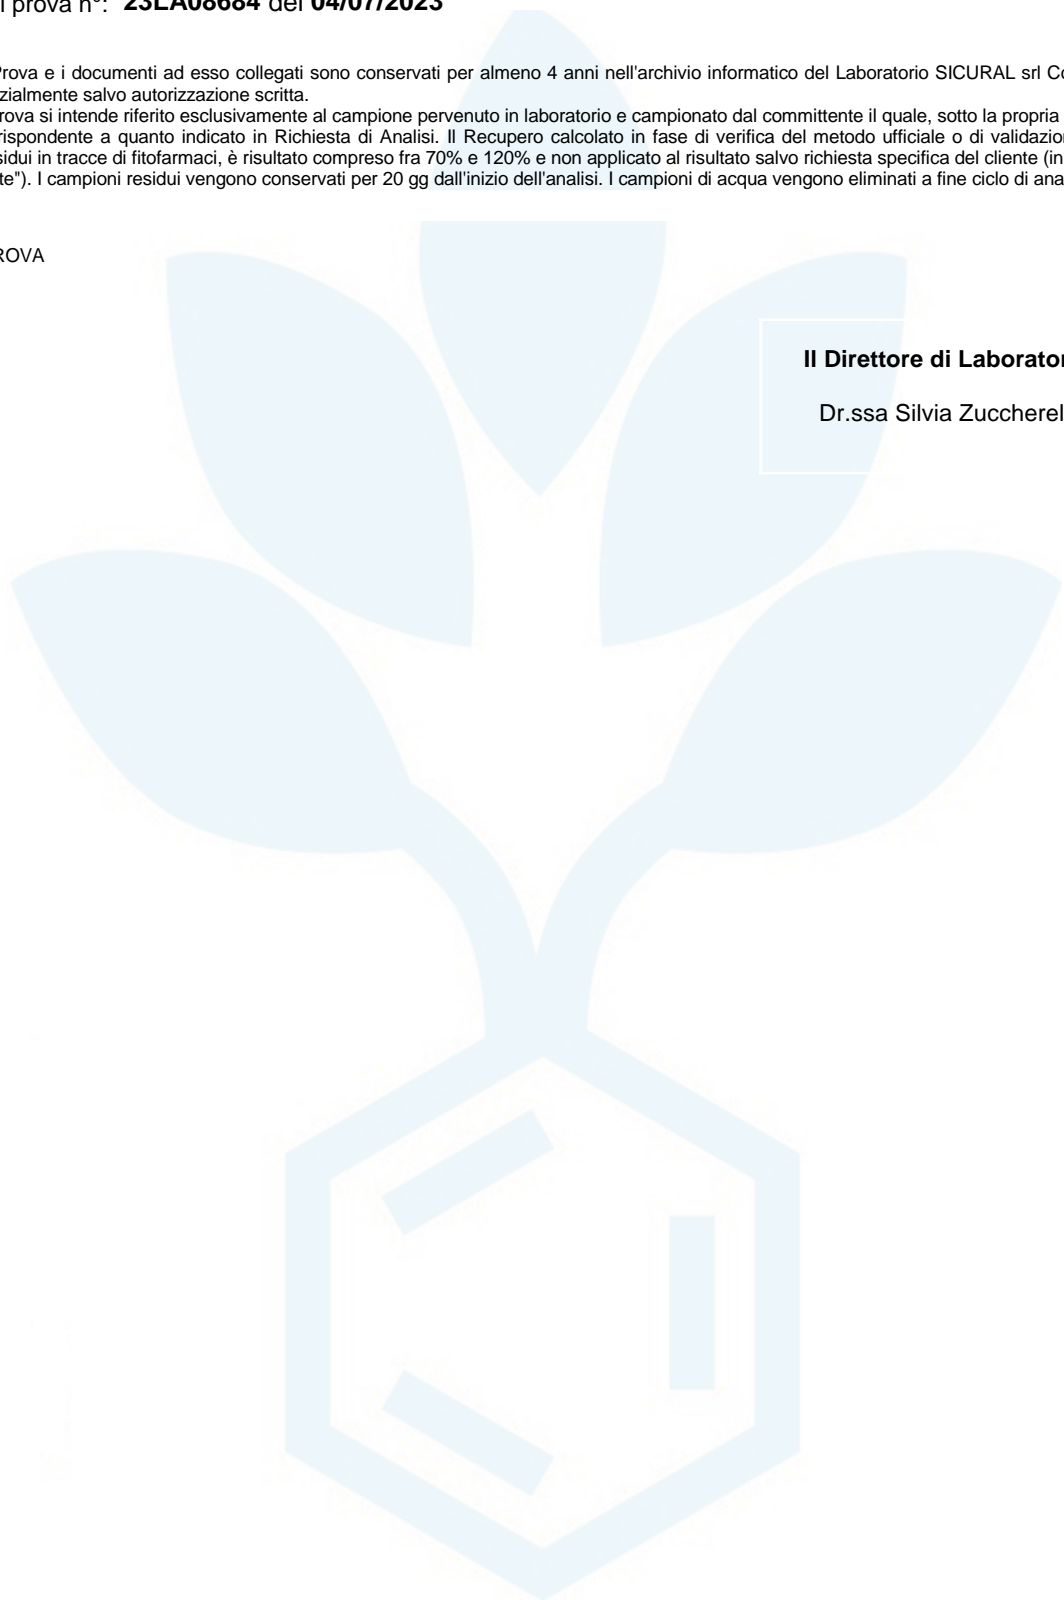 i prova n°: 23LA08684 del 04/07/2023
Prova e i documenti ad esso collegati sono conservati per almeno 4 anni nell'archivio informatico del Laboratorio SICURAL srl Co
zialmente salvo autorizzazione scritta.
rova si intende riferito esclusivamente al campione pervenuto in laboratorio e campionato dal committente il quale, sotto la propria
rispondente a quanto indicato in Richiesta di Analisi. Il Recupero calcolato in fase di verifica del metodo ufficiale o di validazion
sidui in tracce di fitofarmaci, è risultato compreso fra 70% e 120% e non applicato al risultato salvo richiesta specifica del cliente (in
te"). I campioni residui vengono conservati per 20 gg dall'inizio dell'analisi. I campioni di acqua vengono eliminati a fine ciclo di ana
ROVA
Il Direttore di Laborator
Dr.ssa Silvia Zuccherel